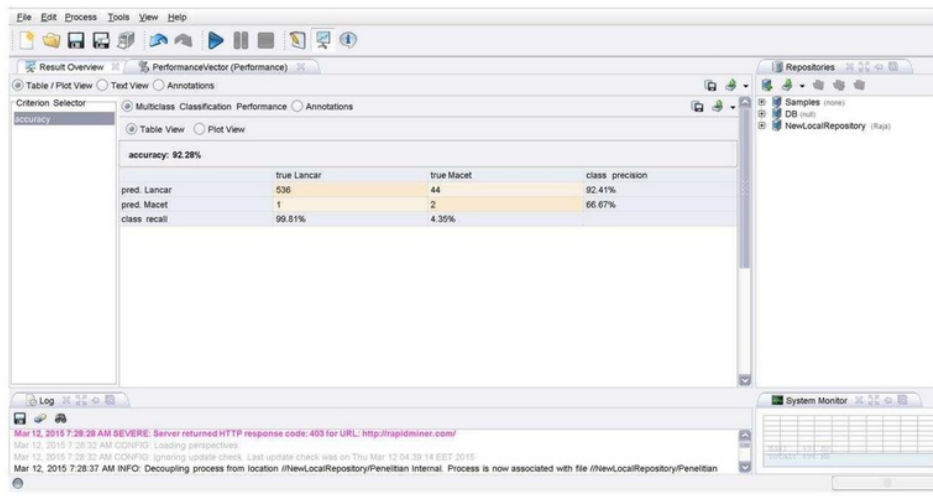 File Edit Process Tools View Help
Result Overview PerformanceVector (Performance) Repositories
Table / Plot View Text View Annotations
Criterion Selector Multiclass Classification Performance Annotations
Samples (none)
accuracy
DB (null)
Table View Plot View
NewLocalRepository (Raja)
accuracy: 92.28%
true Lancar true Macet class precision
pred. Lancar 536 44 92.41%
pred. Macet 1 2 66.67%
class recall 99.81% 4.35%
Log System Monitor
Mar 12, 2015 7:28:28 AM SEVERE: Server returned HTTP response code: 403 for URL: http://rapidminer.com/
Mar 12, 2015 7:28:32 AM CONFIG: Loading perspectives.
Mar 12, 2015 7:28:32 AM CONFIG: Ignoring update check. Last update check was on Thu Mar 12 04:39:14 EET 2015
Mar 12, 2015 7:28:37 AM INFO: Decoupling process from location //NewLocalRepository/Penelitian Internal. Process is now associated with file //NewLocalRepository/Penelitian